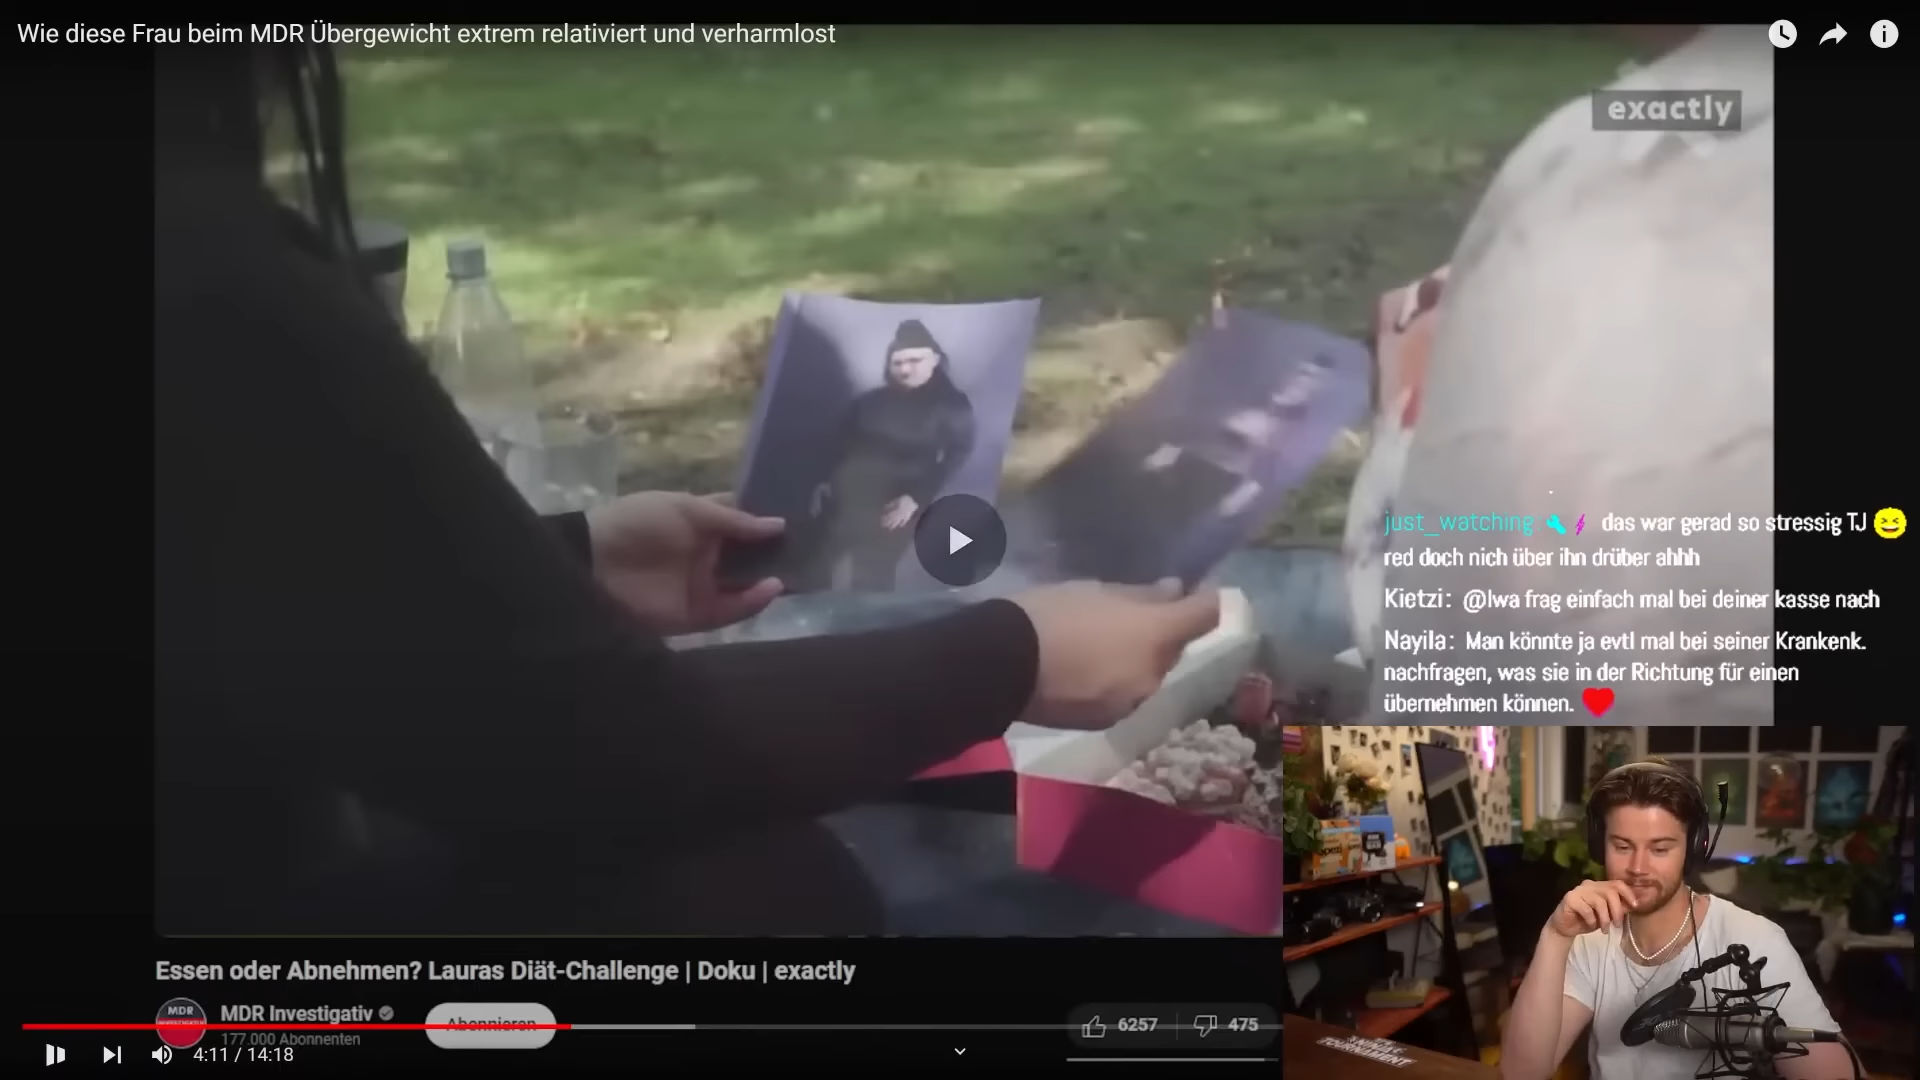 Wie diese Frau beim MDR Übergewicht extrem relativiert und verharmlost
exactly
just_watching das war gerad so stressig TJ
red doch nich über ihn drüber ahhh
Kietzi: @lwa frag einfach mal bei deiner kasse nach
Nayila: Man könnte ja evtl mal bei seiner Krankenk.
nachfragen, was sie in der Richtung für einen
übernehmen können.
Essen oder Abnehmen? Lauras Diät-Challenge | Doku | exactly
MDR
MDR Investigativ
177.000 Abonnenten
Abonnieren
6257
475
4:11 / 14:18
TOURNAMENT